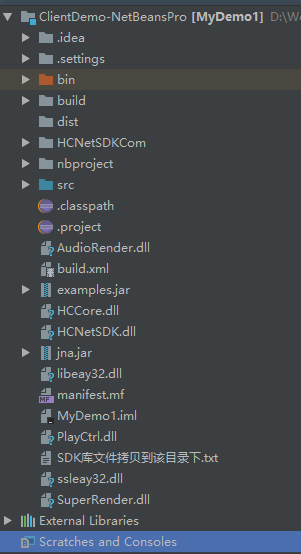 ClientDemo-NetBeansPro [MyDemo1] D:\W
.idea
.settings
bin
build
dist
HCNetSDKCom
nbproject
src
.classpath
.project
AudioRender.dll
build.xml
examples.jar
HCCore.dll
HCNetSDK.dll
jna.jar
libeay32.dll
manifest.mf
MyDemo1.iml
PlayCtrl.dll
SDK库文件拷贝到该目录下.txt
ssleay32.dll
SuperRender.dll
External Libraries
Scratches and Consoles